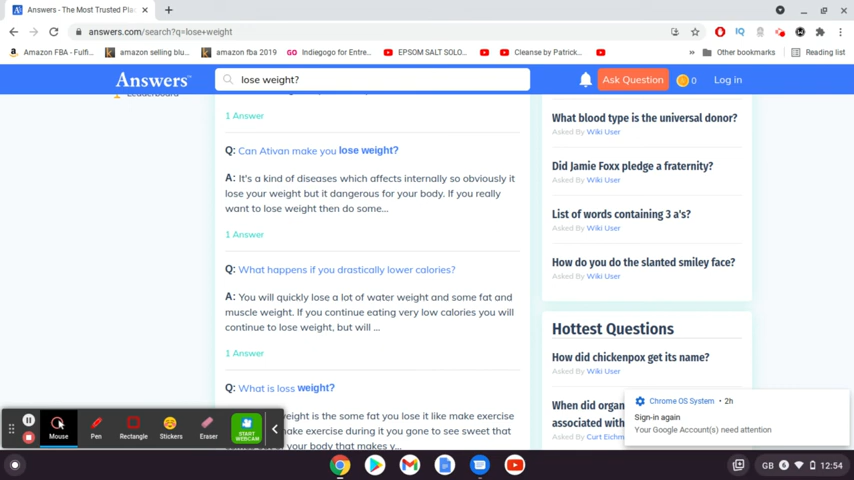 Answers - The Most Trusted Pla
answers.com/search?q=lose+weight
Amazon FBA - Fulfi...
amazon selling blu...
amazon fba 2019
GO Indiegogo for Entre...
EPSOM SALT SOLO...
Cleanse by Patrick...
»
Other bookmarks
Reading list
Answers™
lose weight?
Ask Question
0
Log in
Leaderboard
1 Answer
Q: Can Ativan make you lose weight?
A: It's a kind of diseases which affects internally so obviously it
lose your weight but it dangerous for your body. If you really
want to lose weight then do some...
1 Answer
Q: What happens if you drastically lower calories?
A: You will quickly lose a lot of water weight and some fat and
muscle weight. If you continue eating very low calories you will
continue to lose weight, but will ...
1 Answer
Q: What is loss weight?
weight is the some fat you lose it like make exercise
make exercise during it you gone to see sweet that
your body that makes y...
What blood type is the universal donor?
Asked By Wiki User
Did Jamie Foxx pledge a fraternity?
Asked By Wiki User
List of words containing 3 a's?
Asked By Wiki User
How do you do the slanted smiley face?
Asked By Wiki User
Hottest Questions
How did chickenpox get its name?
Asked By Wiki User
When did organ
associated with
Asked By Curt Eichm
Chrome OS System • 2h
Sign-in again
Your Google Account(s) need attention
Mouse
Pen
Rectangle
Stickers
Eraser
START
WEBCAM
GB
12:54